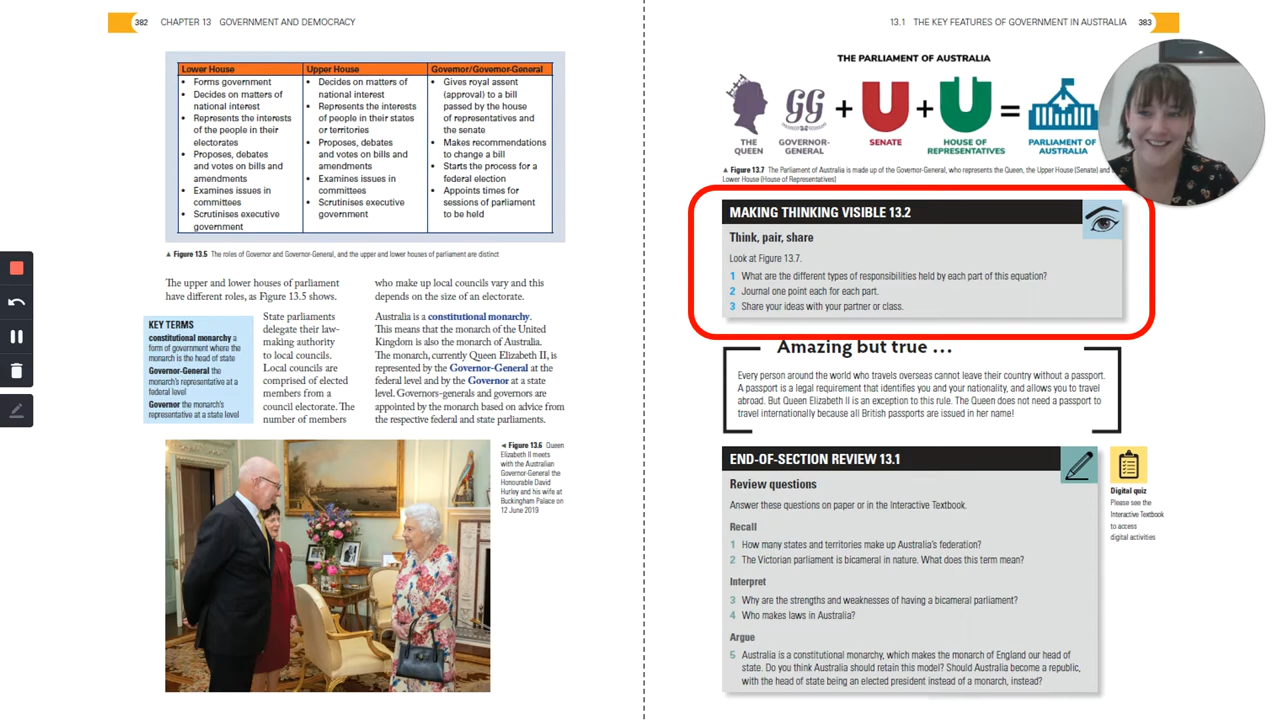 382 CHAPTER 13 GOVERNMENT AND DEMOCRACY
Lower House
• Forms government
• Decides on matters of
national interest
• Represents the interests
of the people in their
electorates
• Proposes, debates
and votes on bills and
amendments
• Examines issues in
committees
• Scrutinises executive
government
Upper House
• Decides on matters of
national interest
• Represents the interests
of people in their states
or territories
• Proposes, debates
and votes on bills and
amendments
• Examines issues in
committees
• Scrutinises executive
government
Governor/Governor-General
• Gives royal assent
(approval) to a bill
passed by the house
of representatives and
the senate
• Makes recommendations
to change a bill
• Starts the process for a
federal election
• Appoints times for
sessions of parliament
to be held
▲ Figure 13.5 The roles of Governor and Governor-General, and the upper and lower houses of parliament are distinct
The upper and lower houses of parliament
have different roles, as Figure 13.5 shows.
KEY TERMS
constitutional monarchy a
form of government where the
monarch is the head of state
Governor-General the
monarch's representative at a
federal level
Governor the monarch's
representative at a state level
State parliaments
delegate their law-
making authority
to local councils.
Local councils are
comprised of elected
members from a
council electorate. The
number of members
who make up local councils vary and this
depends on the size of an electorate.
Australia is a constitutional monarchy.
This means that the monarch of the United
Kingdom is also the monarch of Australia.
The monarch, currently Queen Elizabeth II, is
represented by the Governor-General at the
federal level and by the Governor at a state
level. Governors-generals and governors are
appointed by the monarch based on advice from
the respective federal and state parliaments.
◄ Figure 13.6 Queen
Elizabeth II meets
with the Australian
Governor-General the
Honourable David
Hurley and his wife at
Buckingham Palace on
12 June 2019
13.1 THE KEY FEATURES OF GOVERNMENT IN AUSTRALIA 383
THE PARLIAMENT OF AUSTRALIA
GG + U + U =
THE
QUEEN
GOVERNOR-
GENERAL
SENATE
HOUSE OF
REPRESENTATIVES
PARLIAMENT OF
AUSTRALIA
▲ Figure 13.7 The Parliament of Australia is made up of the Governor-General, who represents the Queen, the Upper House (Senate) and
Lower House (House of Representatives)
MAKING THINKING VISIBLE 13.2
Think, pair, share
Look at Figure 13.7.
1 What are the different types of responsibilities held by each part of this equation?
2 Journal one point each for each part.
3 Share your ideas with your partner or class.
Amazing but true ...
Every person around the world who travels overseas cannot leave their country without a passport.
A passport is a legal requirement that identifies you and your nationality, and allows you to travel
abroad. But Queen Elizabeth II is an exception to this rule. The Queen does not need a passport to
travel internationally because all British passports are issued in her name!
END-OF-SECTION REVIEW 13.1
Review questions
Answer these questions on paper or in the Interactive Textbook.
Recall
1 How many states and territories make up Australia's federation?
2 The Victorian parliament is bicameral in nature. What does this term mean?
Interpret
3 Why are the strengths and weaknesses of having a bicameral parliament?
4 Who makes laws in Australia?
Argue
5 Australia is a constitutional monarchy, which makes the monarch of England our head of
state. Do you think Australia should retain this model? Should Australia become a republic,
with the head of state being an elected president instead of a monarch, instead?
Digital quiz
Please see the
Interactive Textbook
to access
digital activities